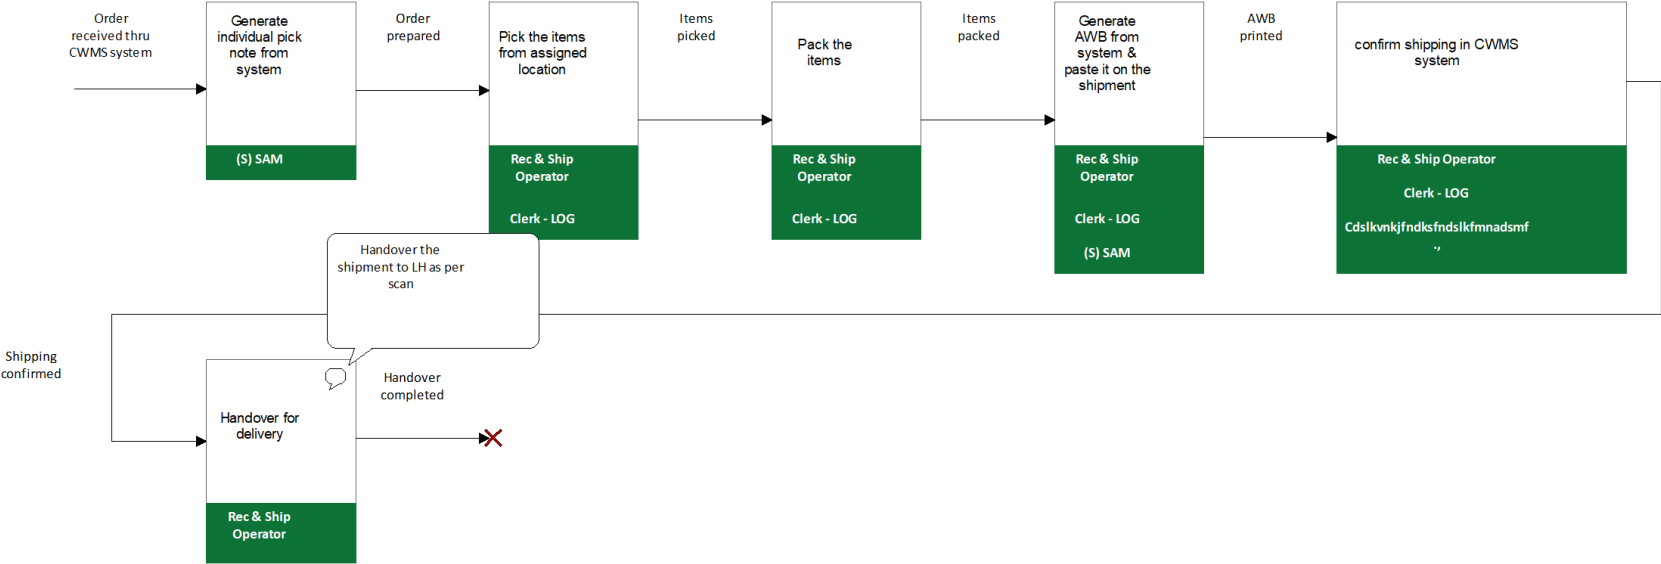 Order
received thru
CWMS system
Generate
individual pick
note from
system
(S) SAM
Order
prepared
Pick the items
from assigned
location
Rec & Ship
Operator
Clerk - LOG
Items
picked
Pack the
items
Rec & Ship
Operator
Clerk - LOG
Items
packed
Generate
AWB from
system &
paste it on the
shipment
Rec & Ship
Operator
Clerk - LOG
(S) SAM
AWB
printed
confirm shipping in CWMS
system
Rec & Ship Operator
Clerk - LOG
Cdslkvnkjfndksfndslkfmnadsmf
.,
Shipping
confirmed
Handover the
shipment to LH as per
scan
Handover for
delivery
Rec & Ship
Operator
Handover
completed